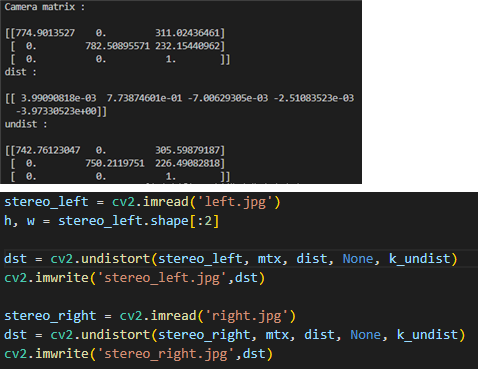 Camera matrix :
[[774.9013527    0.         311.02436461]
[  0.         782.50895571 232.15440962]
[  0.           0.           1.        ]]
dist :
[[ 3.99090818e-03  7.73874601e-01 -7.00629305e-03 -2.51083523e-03
-3.97330523e+00]]
undist :
[[742.76123047   0.         305.59879187]
[  0.         750.2119751  226.49082818]
[  0.           0.           1.        ]]
stereo_left = cv2.imread('left.jpg')
h, w = stereo_left.shape[:2]
dst = cv2.undistort(stereo_left, mtx, dist, None, k_undist)
cv2.imwrite('stereo_left.jpg',dst)
stereo_right = cv2.imread('right.jpg')
dst = cv2.undistort(stereo_right, mtx, dist, None, k_undist)
cv2.imwrite('stereo_right.jpg',dst)